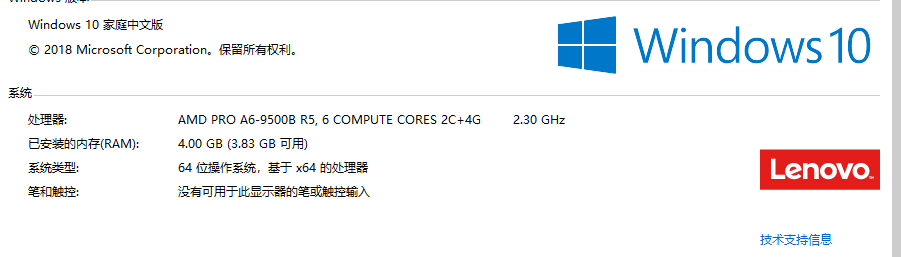 Windows 版本
Windows 10 家庭中文版
© 2018 Microsoft Corporation。保留所有权利。
Windows 10
系统
处理器: AMD PRO A6-9500B R5, 6 COMPUTE CORES 2C+4G 2.30 GHz
已安装的内存(RAM): 4.00 GB (3.83 GB 可用)
系统类型: 64 位操作系统，基于 x64 的处理器
笔和触控: 没有可用于此显示器的笔或触控输入
Lenovo™
技术支持信息